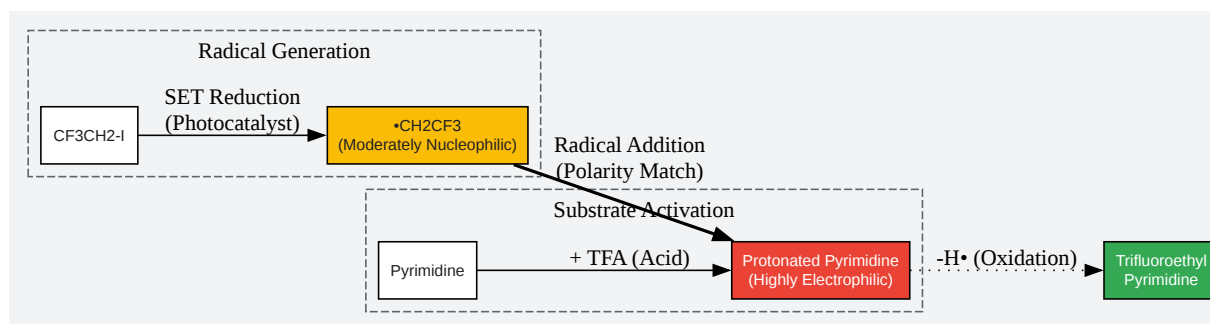 Radical Generation
SET Reduction
(Photocatalyst)
CF3CH2-I
•CH2CF3
(Moderately Nucleophilic)
Radical Addition
(Polarity Match)
Substrate Activation
Pyrimidine
+ TFA (Acid)
Protonated Pyrimidine
(Highly Electrophilic)
-H• (Oxidation)
Trifluoroethyl
Pyrimidine